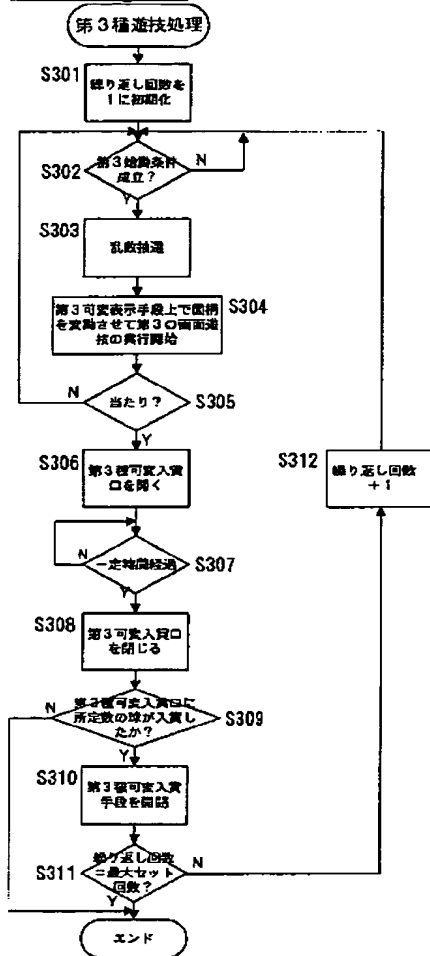 第3種遊技処理
S301
繰り返し回数を
1に初期化
S302
第3始動条件
成立？
N
Y
S303
乱数抽選
S304
第3可変表示手段上で図柄
を変動させて第3の画面遊
技の実行開始
N
当たり？
S305
Y
S306
第3種可変入賞
口を開く
S312
繰り返し回数
+1
N
一定時間経過
S307
Y
S308
第3可変入賞口
を閉じる
N
第3種可変入賞口に
所定数の球が入賞し
たか？
S309
Y
S310
第3種可変入賞
手段を開閉
S311
繰り返し回数
=最大セット
回数？
N
Y
エンド